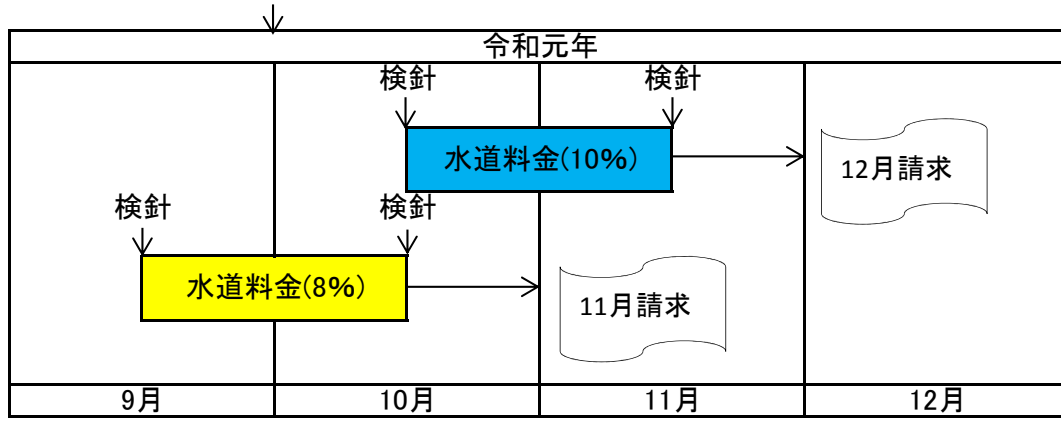 令和元年
検針 検針
水道料金(10%)
12月請求
検針 検針
水道料金(8%)
11月請求
9月 10月 11月 12月